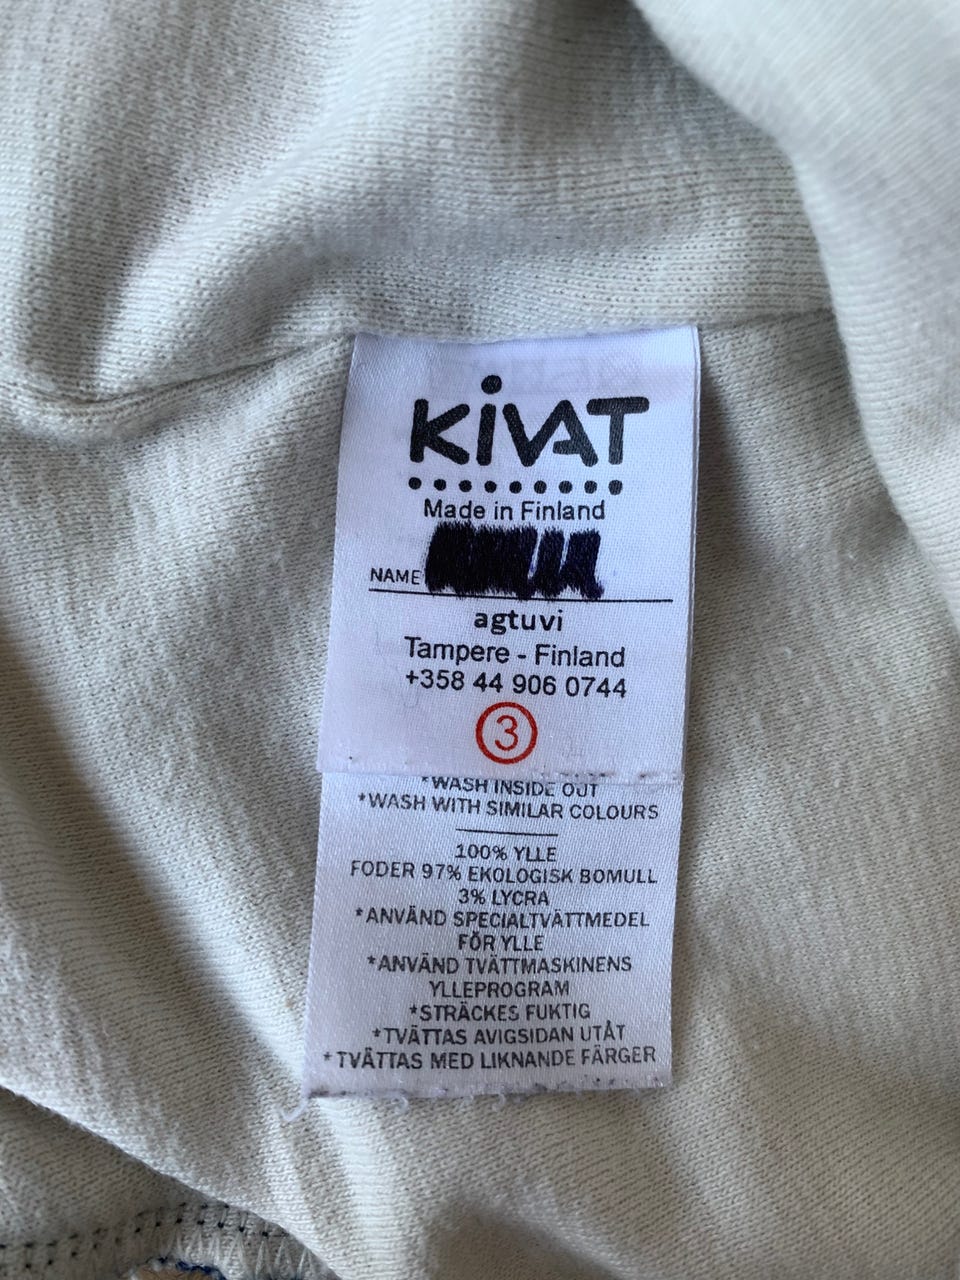 KiVAT
Made in Finland
NAME
agtuvi
Tampere - Finland
+358 44 906 0744
3
*WASH INSIDE OUT
*WASH WITH SIMILAR COLOURS
100% YLLE
FODER 97% EKOLOGISK BOMULL
3% LYCRA
*ANVÄND SPECIALTVÄTTMEDEL
FÖR YLLE
*ANVÄND TVÄTTMASKINENS
YLLEPROGRAM
*STRÄCKES FUKTIG
*TVÄTTAS AVIGSIDAN UTÅT
*TVÄTTAS MED LIKNANDE FÄRGER